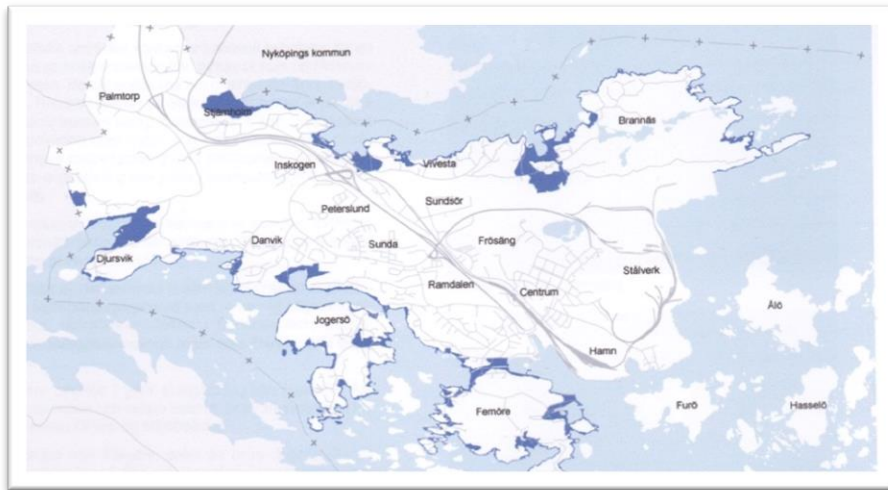 Nyköpings kommun
Palmtorp
Stjärnholm
Brannäs
Inskogen
Vivesta
Sundsör
Peterslund
Danvik
Sunda
Frösäng
Djursvik
Stålverk
Ramdalen
Centrum
Ålö
Jogersö
Hamn
Femöre
Furö
Hasselö